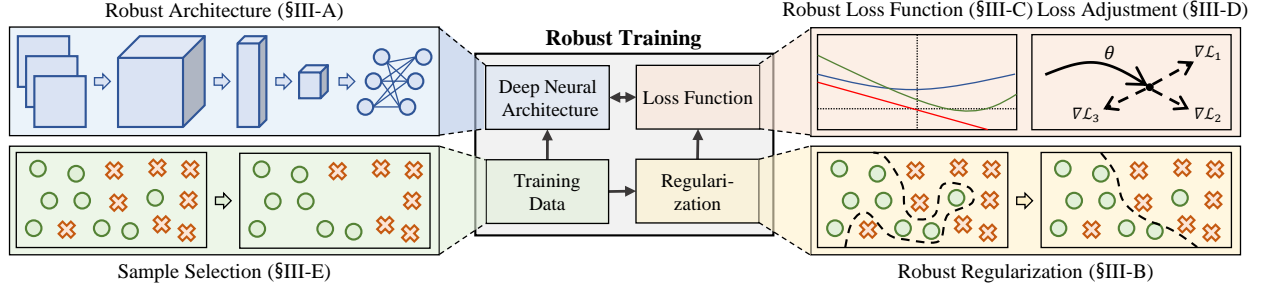 Robust Architecture (§III-A)
Robust Loss Function (§III-C)
Loss Adjustment (§III-D)
Robust Training
Deep Neural
Architecture
Loss Function
Training
Data
Regulari-
zation
θ
∇ℒ₁
∇ℒ₂
∇ℒ₃
Sample Selection (§III-E)
Robust Regularization (§III-B)